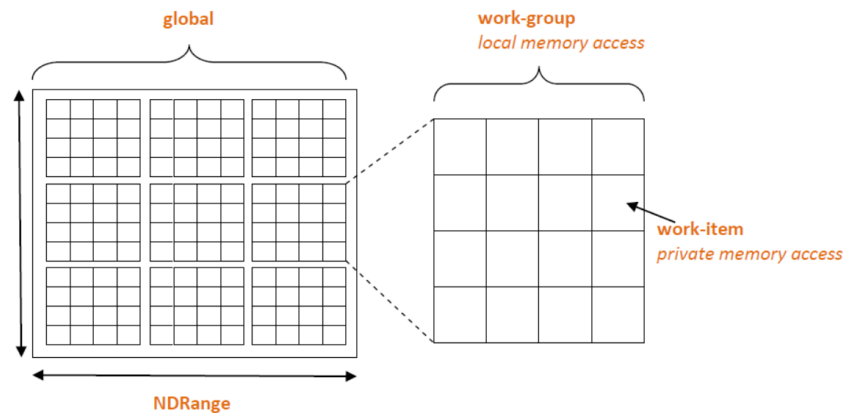 global
work-group
local memory access
work-item
private memory access
NDRange